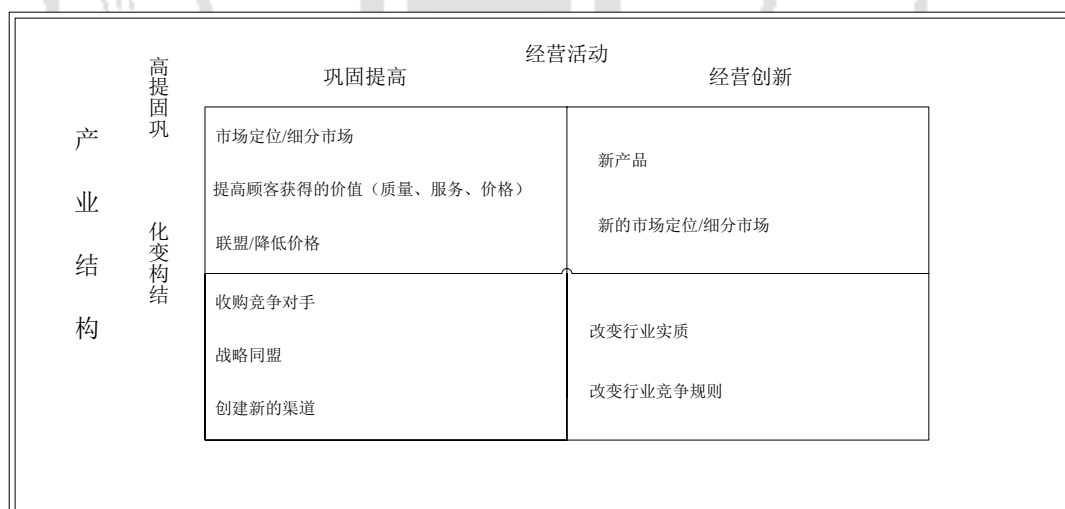 经营活动
巩固提高
经营创新
高提固巩
产业结构
化变构结
市场定位/细分市场
提高顾客获得的价值（质量、服务、价格）
联盟/降低价格
新产品
新的市场定位/细分市场
收购竞争对手
战略同盟
创建新的渠道
改变行业实质
改变行业竞争规则